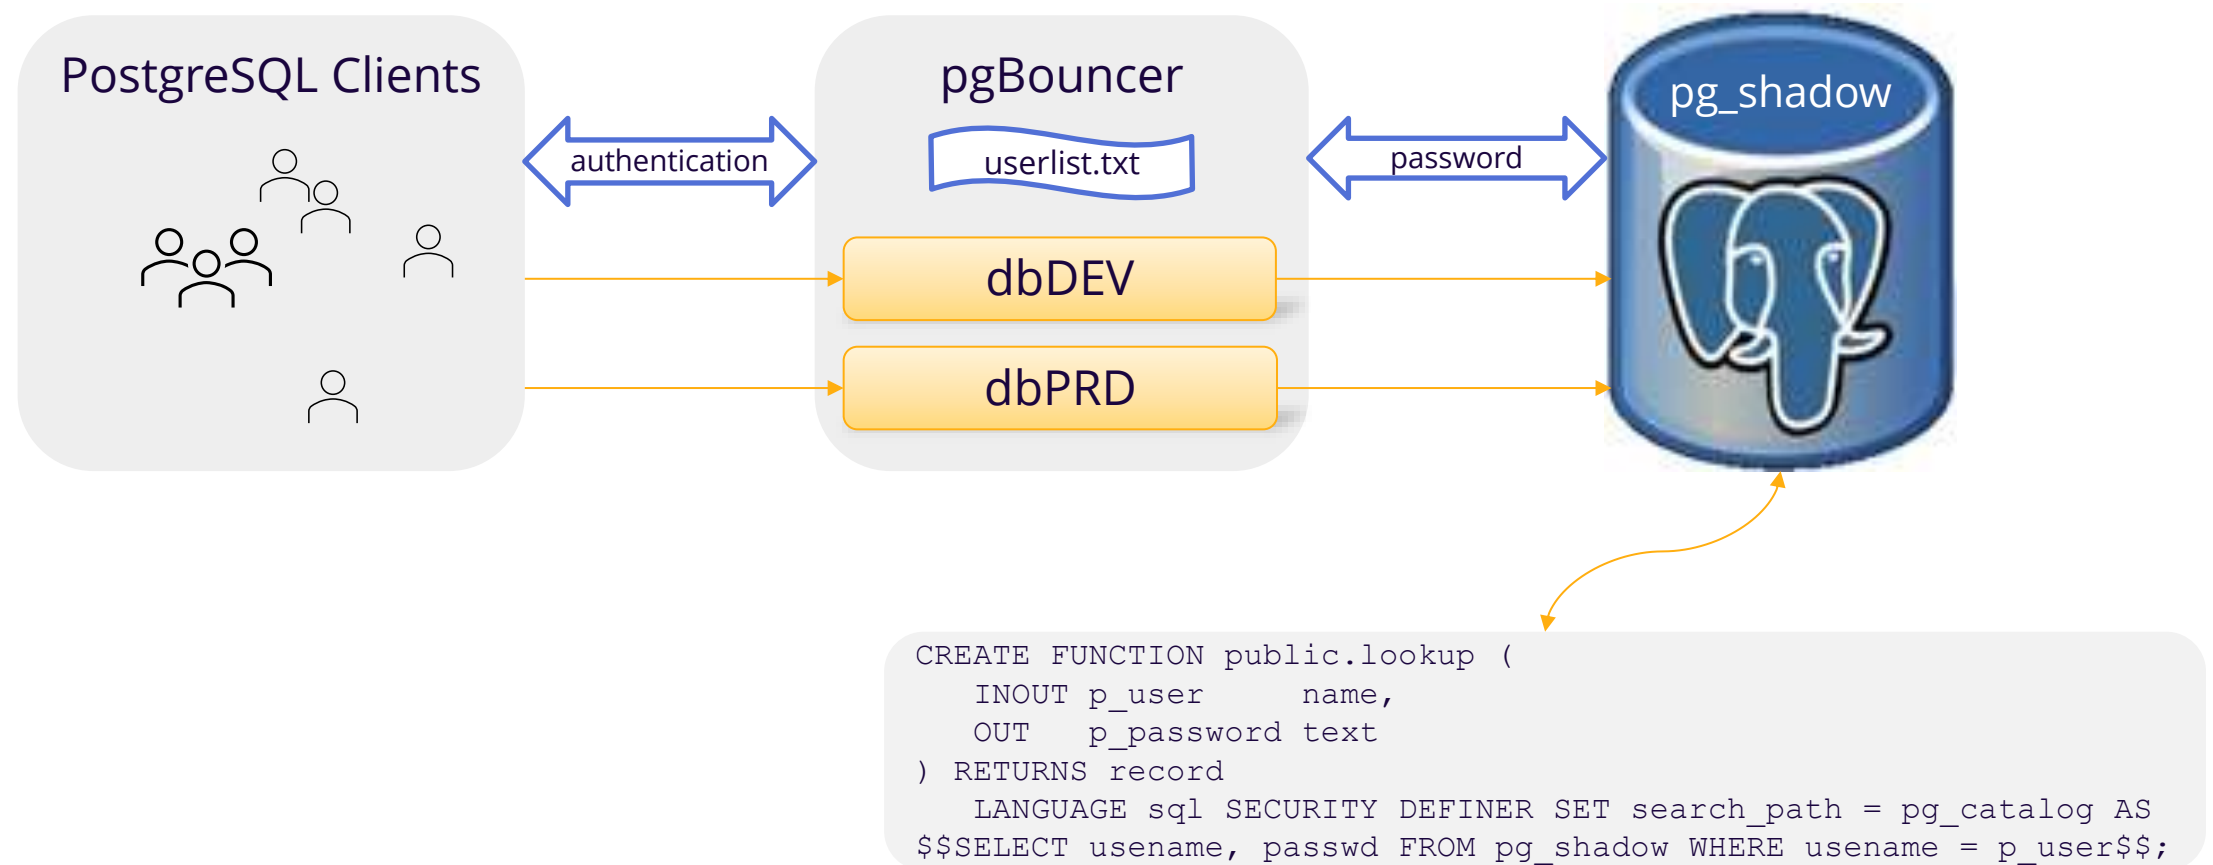 PostgreSQL Clients
pgBouncer
pg_shadow
authentication
userlist.txt
password
dbDEV
dbPRD
CREATE FUNCTION public.lookup (
   INOUT p_user     name,
   OUT   p_password text
) RETURNS record
   LANGUAGE sql SECURITY DEFINER SET search_path = pg_catalog AS
$$SELECT usename, passwd FROM pg_shadow WHERE usename = p_user$$;